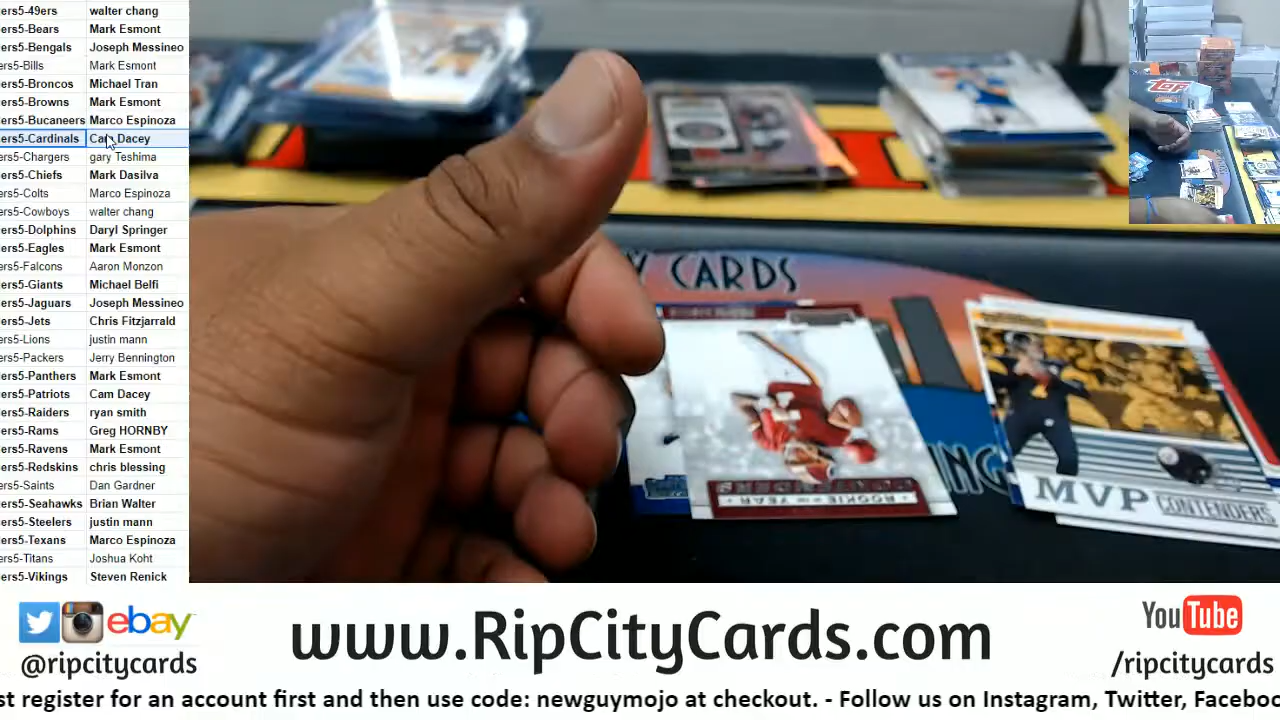 ers5-49ers walter chang
ers5-Bears Mark Esmont
ers5-Bengals Joseph Messineo
ers5-Bills Mark Esmont
ers5-Broncos Michael Tran
ers5-Browns Mark Esmont
ers5-Bucaneers Marco Espinoza
ers5-Cardinals Cam Dacey
ers5-Chargers gary Teshima
ers5-Chiefs Mark Dasilva
ers5-Colts Marco Espinoza
ers5-Cowboys walter chang
ers5-Dolphins Daryl Springer
ers5-Eagles Mark Esmont
ers5-Falcons Aaron Monzon
ers5-Giants Michael Belfi
ers5-Jaguars Joseph Messineo
ers5-Jets Chris Fitzjarrald
ers5-Lions justin mann
ers5-Packers Jerry Bennington
ers5-Panthers Mark Esmont
ers5-Patriots Cam Dacey
ers5-Raiders ryan smith
ers5-Rams Greg HORNBY
ers5-Ravens Mark Esmont
ers5-Redskins chris blessing
ers5-Saints Dan Gardner
ers5-Seahawks Brian Walter
ers5-Steelers justin mann
ers5-Texans Marco Espinoza
ers5-Titans Joshua Koht
ers5-Vikings Steven Renick
Y CARDS
ROOKIE OF THE YEAR
CONTENDERS
MVP CONTENDERS
ebay
@ripcitycards
www.RipCityCards.com
YouTube
/ripcitycards
st register for an account first and then use code: newguymojo at checkout. - Follow us on Instagram, Twitter, Faceboo